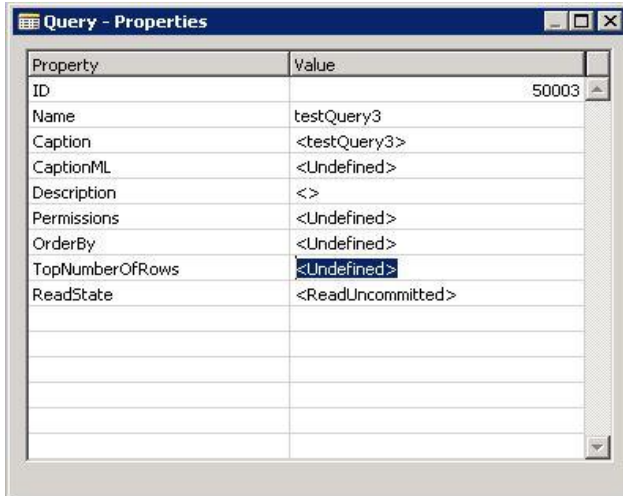 Query - Properties
Property Value
ID 50003
Name testQuery3
Caption <testQuery3>
CaptionML <Undefined>
Description <>
Permissions <Undefined>
OrderBy <Undefined>
TopNumberOfRows <Undefined>
ReadState <ReadUncommitted>